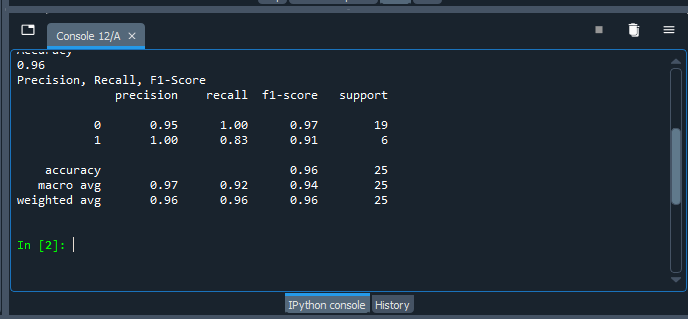 Console 12/A
Accuracy
0.96
Precision, Recall, F1-Score
precision recall f1-score support
0 0.95 1.00 0.97 19
1 1.00 0.83 0.91 6
accuracy 0.96 25
macro avg 0.97 0.92 0.94 25
weighted avg 0.96 0.96 0.96 25
In [2]:
IPython console History